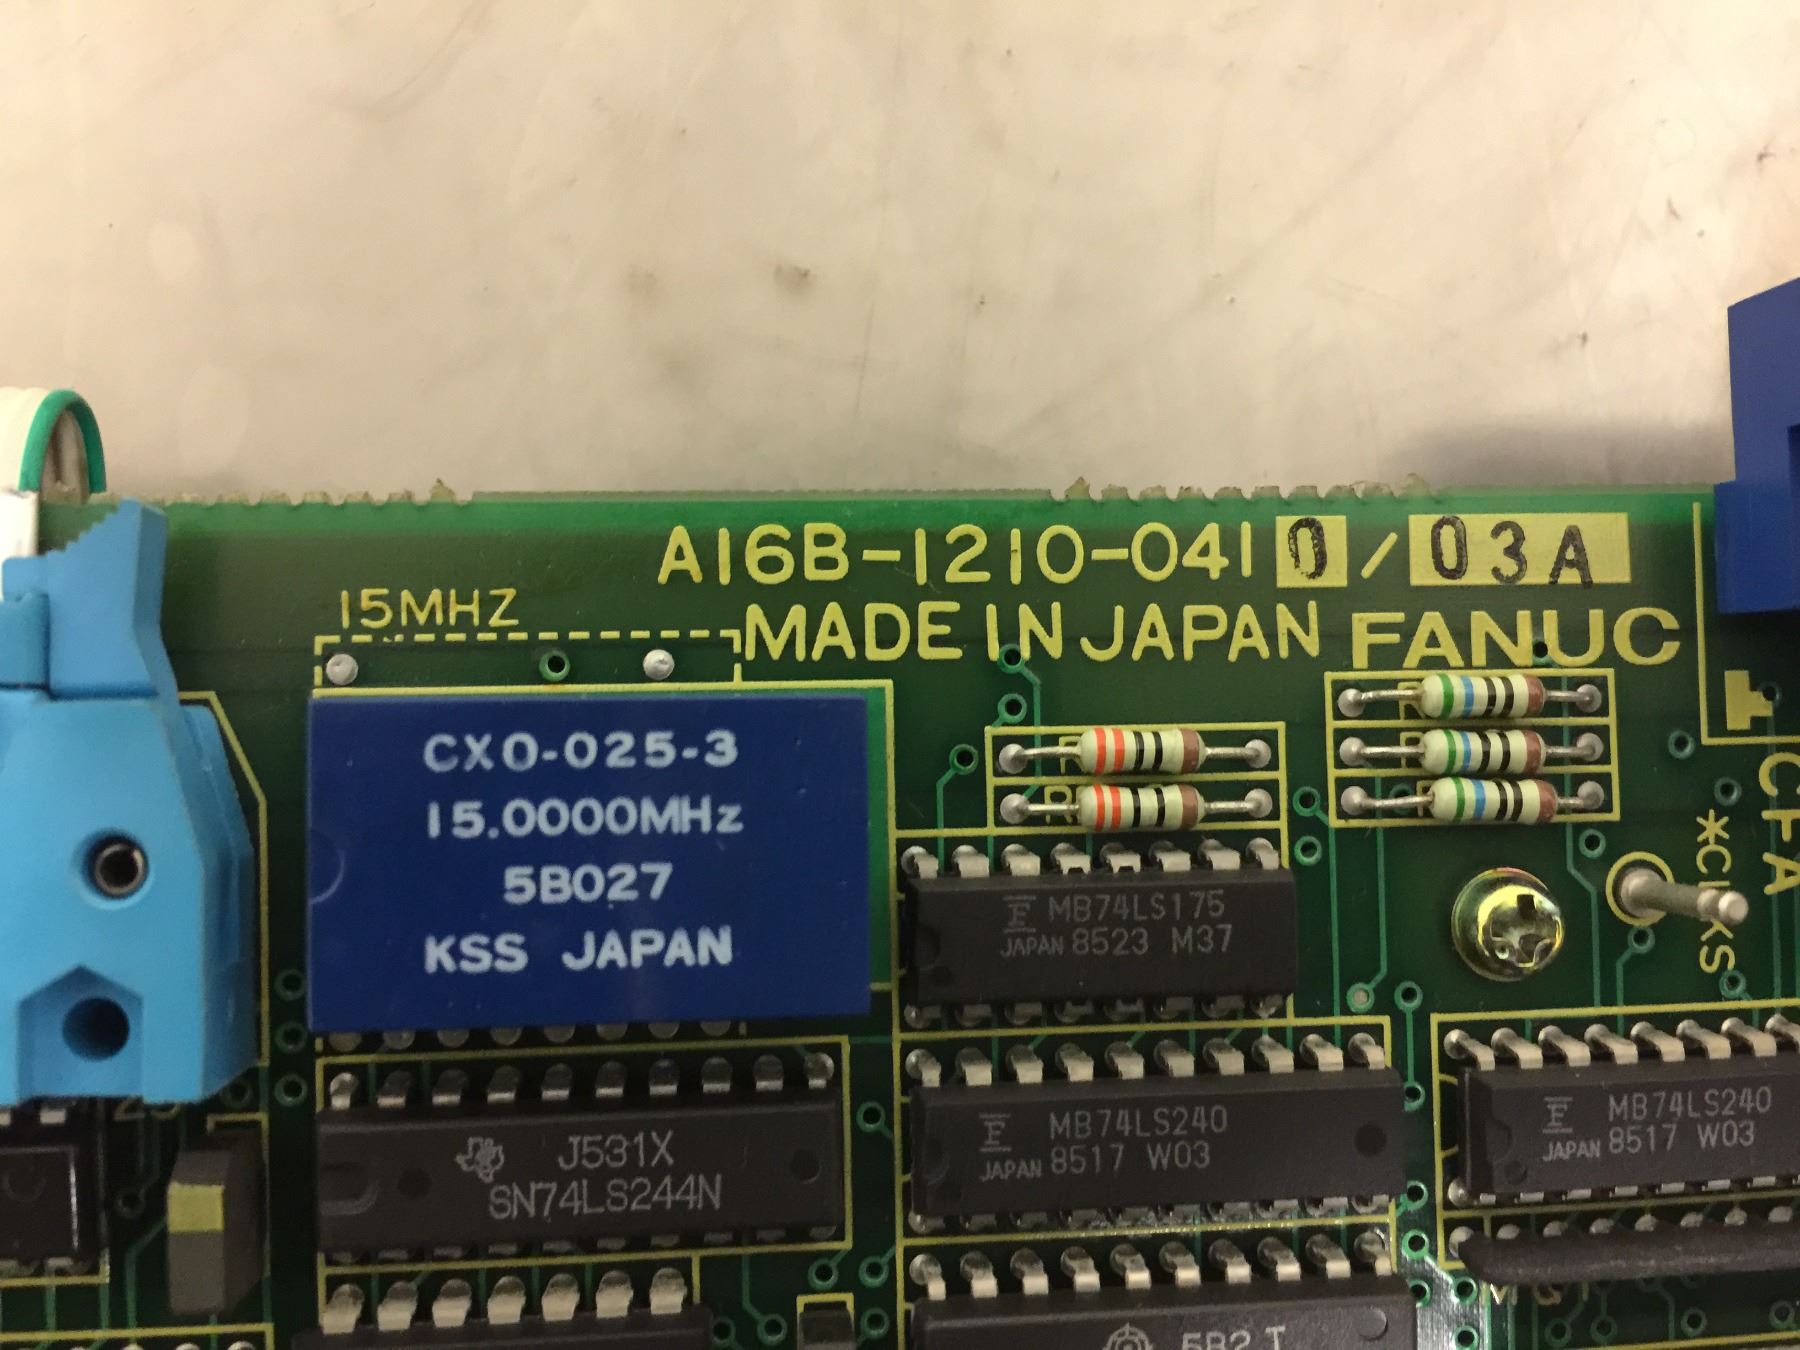 A16B-1210-0410/03A
15MHZ
MADE IN JAPAN FANUC
CXO-025-3
15.0000MHz
5B027
KSS JAPAN
MB74LS175
JAPAN 8523 M37
CFA
*CLKS
J531X
SN74LS244N
MB74LS240
JAPAN 8517 W03
MB74LS240
JAPAN 8517 W03
5B2 T